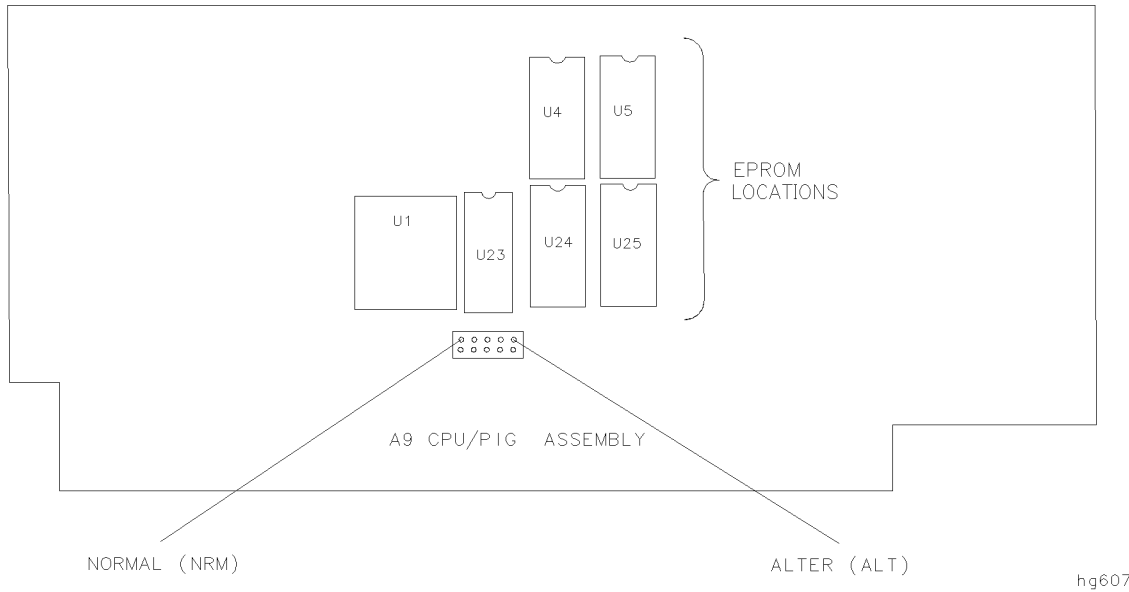 U4
U5
EPROM
LOCATIONS
U1
U23
U24
U25
A9 CPU/PIG ASSEMBLY
NORMAL (NRM)
ALTER (ALT)
hg607